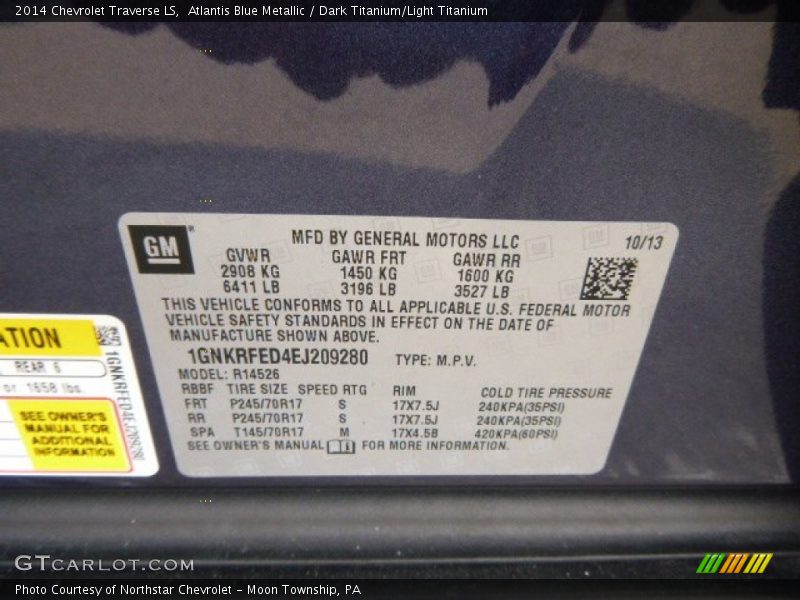 2014 Chevrolet Traverse LS, Atlantis Blue Metallic / Dark Titanium/Light Titanium
GM
MFD BY GENERAL MOTORS LLC
10/13
GVWR GAWR FRT GAWR RR
2908 KG 1450 KG 1600 KG
6411 LB 3196 LB 3527 LB
THIS VEHICLE CONFORMS TO ALL APPLICABLE U.S. FEDERAL MOTOR
VEHICLE SAFETY STANDARDS IN EFFECT ON THE DATE OF
MANUFACTURE SHOWN ABOVE.
1GNKRFED4EJ209280 TYPE: M.P.V.
MODEL: R14526
RBBF TIRE SIZE SPEED RTG RIM COLD TIRE PRESSURE
FRT P245/70R17 S 17X7.5J 240KPA(35PSI)
RR P245/70R17 S 17X7.5J 240KPA(35PSI)
SPA T145/70R17 M 17X4.5B 420KPA(60PSI)
SEE OWNER'S MANUAL FOR MORE INFORMATION.
ATION
REAR 6
or 1658 lbs.
SEE OWNER'S
MANUAL FOR
ADDITIONAL
INFORMATION
1GNKRFED4EJ209280
GTCARLOT.COM
Photo Courtesy of Northstar Chevrolet - Moon Township, PA